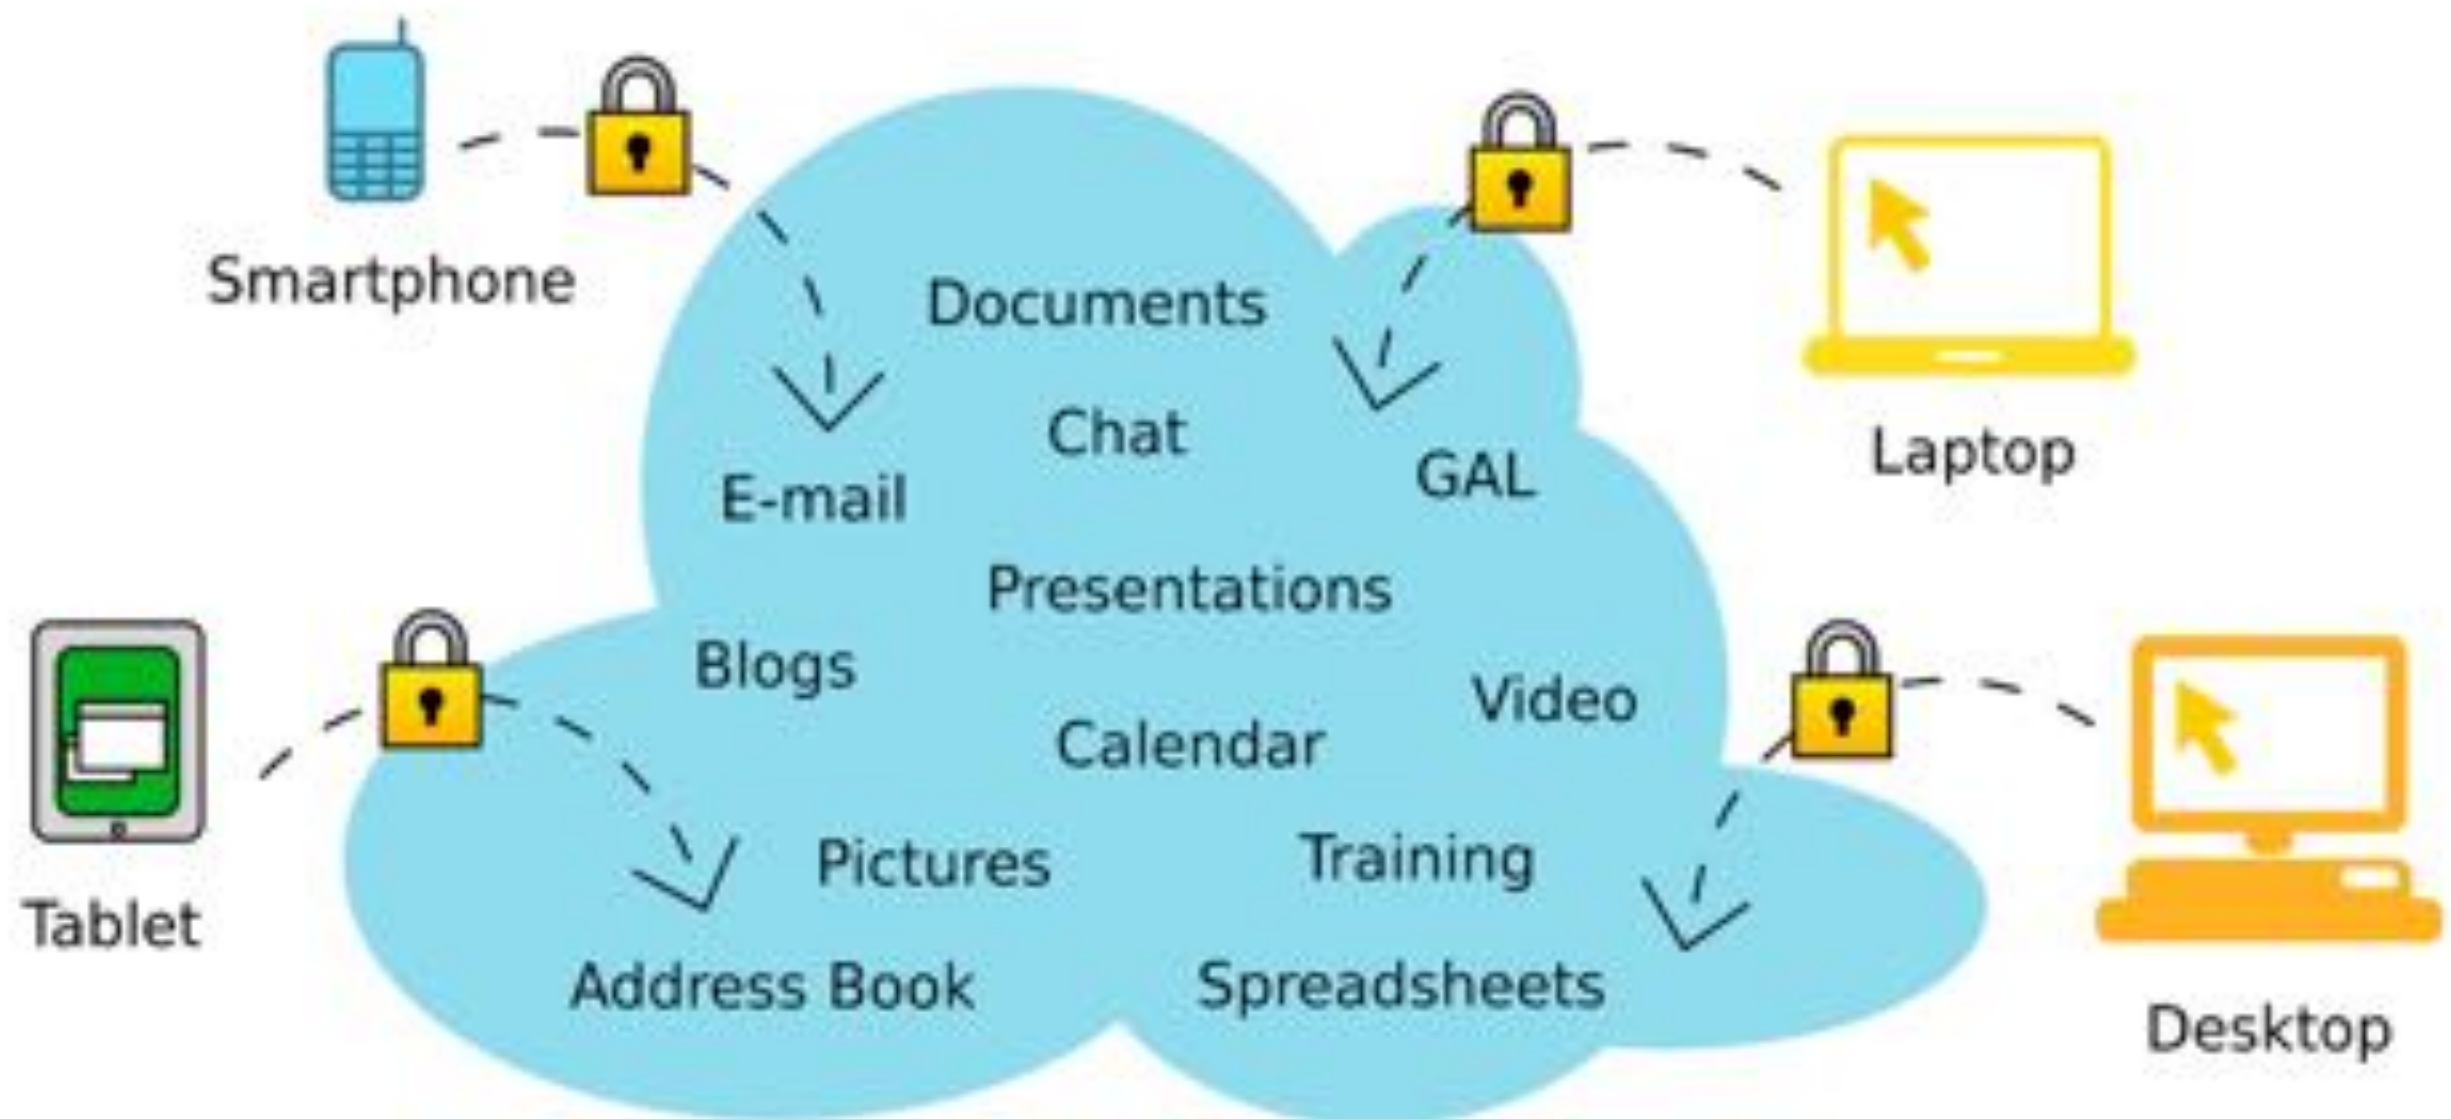 Smartphone
Documents
Chat
GAL
Laptop
E-mail
Presentations
Blogs
Video
Calendar
Pictures
Training
Tablet
Address Book
Spreadsheets
Desktop